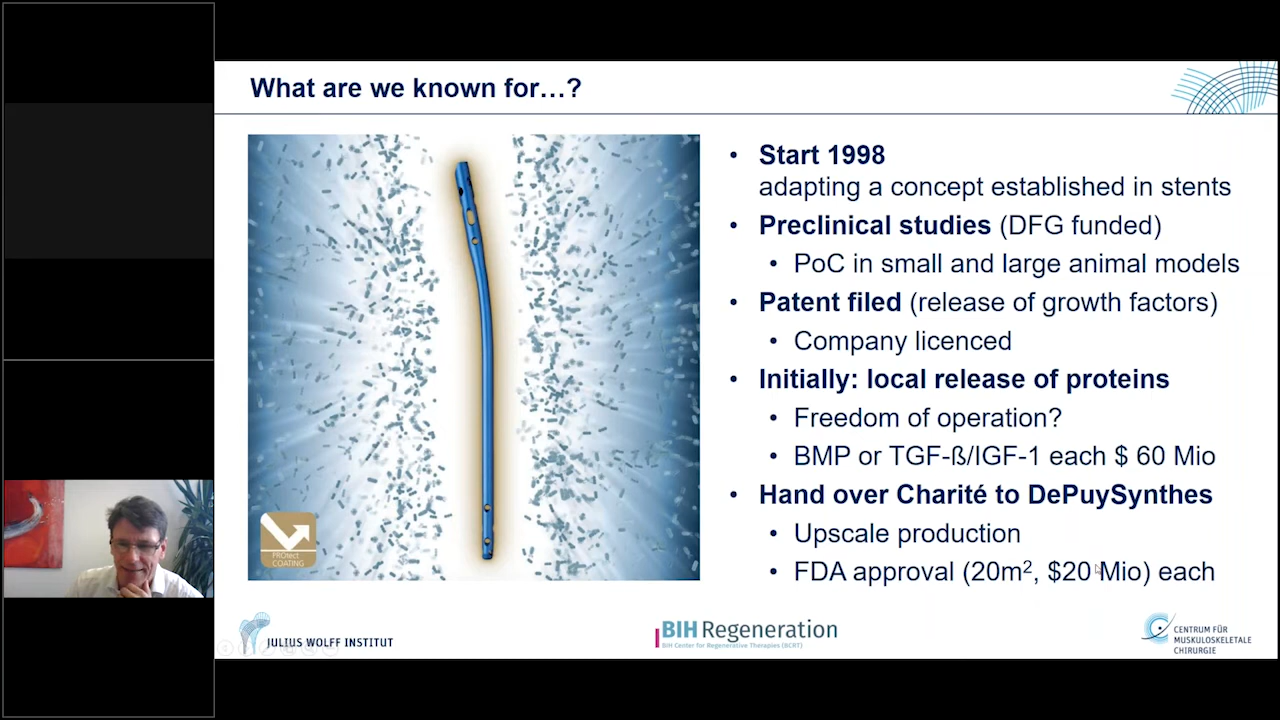 What are we known for…?
• Start 1998
adapting a concept established in stents
• Preclinical studies (DFG funded)
• PoC in small and large animal models
• Patent filed (release of growth factors)
• Company licenced
• Initially: local release of proteins
• Freedom of operation?
• BMP or TGF-ß/IGF-1 each $ 60 Mio
• Hand over Charité to DePuySynthes
• Upscale production
• FDA approval (20m², $20 Mio) each
PROtect
COATING
JULIUS WOLFF INSTITUT
BIH Regeneration
BIH Center for Regenerative Therapies (BCRT)
CENTRUM FÜR
MUSKULOSKELETALE
CHIRURGIE